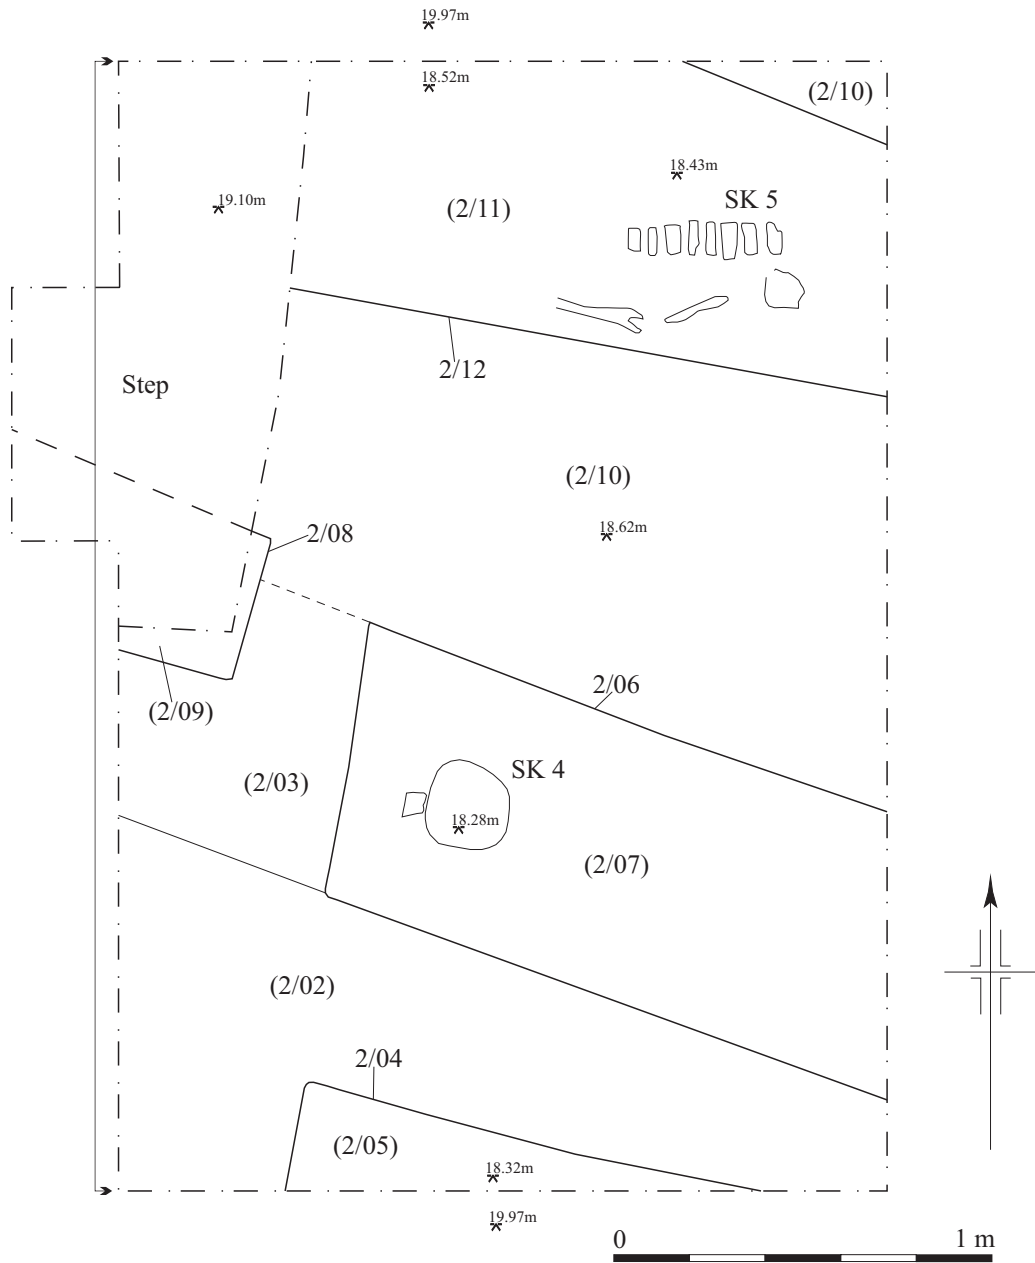 19.97m
18.52m
(2/10)
18.43m
19.10m
SK 5
(2/11)
2/12
Step
(2/10)
18.62m
2/08
2/06
(2/09)
SK 4
(2/03)
18.28m
(2/07)
(2/02)
2/04
(2/05)
18.32m
19.97m
0 1 m